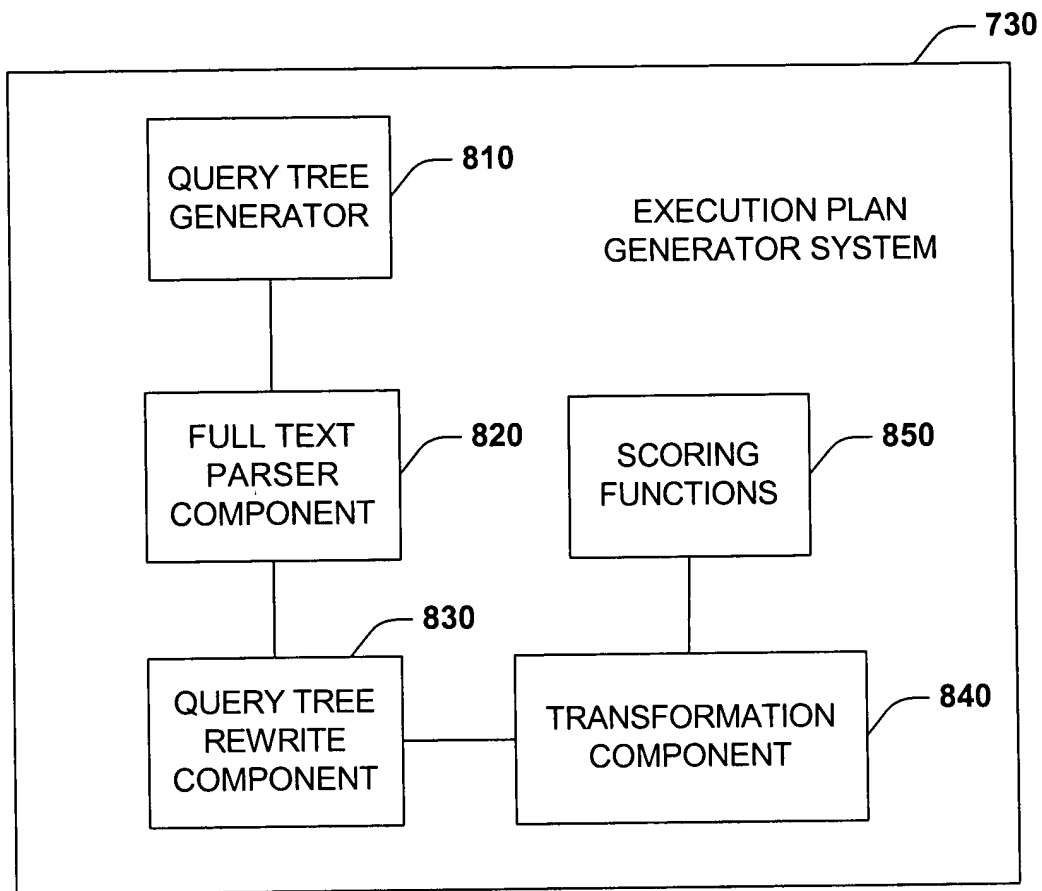 730
QUERY TREE
GENERATOR
810
EXECUTION PLAN
GENERATOR SYSTEM
FULL TEXT
PARSER
COMPONENT
820
SCORING
FUNCTIONS
850
830
QUERY TREE
REWRITE
COMPONENT
TRANSFORMATION
COMPONENT
840